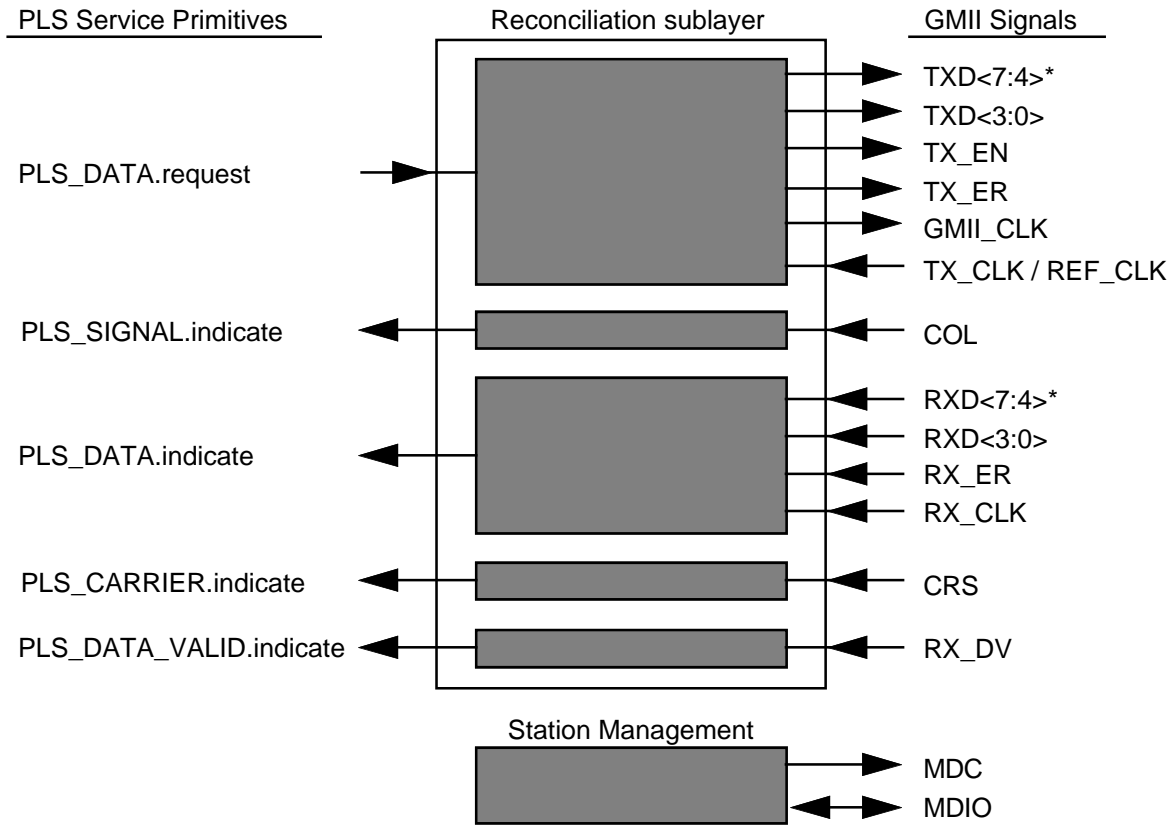 PLS Service Primitives
Reconciliation sublayer
GMII Signals
TXD<7:4>*
TXD<3:0>
PLS_DATA.request
TX_EN
TX_ER
GMII_CLK
TX_CLK / REF_CLK
PLS_SIGNAL.indicate
COL
RXD<7:4>*
RXD<3:0>
PLS_DATA.indicate
RX_ER
RX_CLK
PLS_CARRIER.indicate
CRS
PLS_DATA_VALID.indicate
RX_DV
Station Management
MDC
MDIO